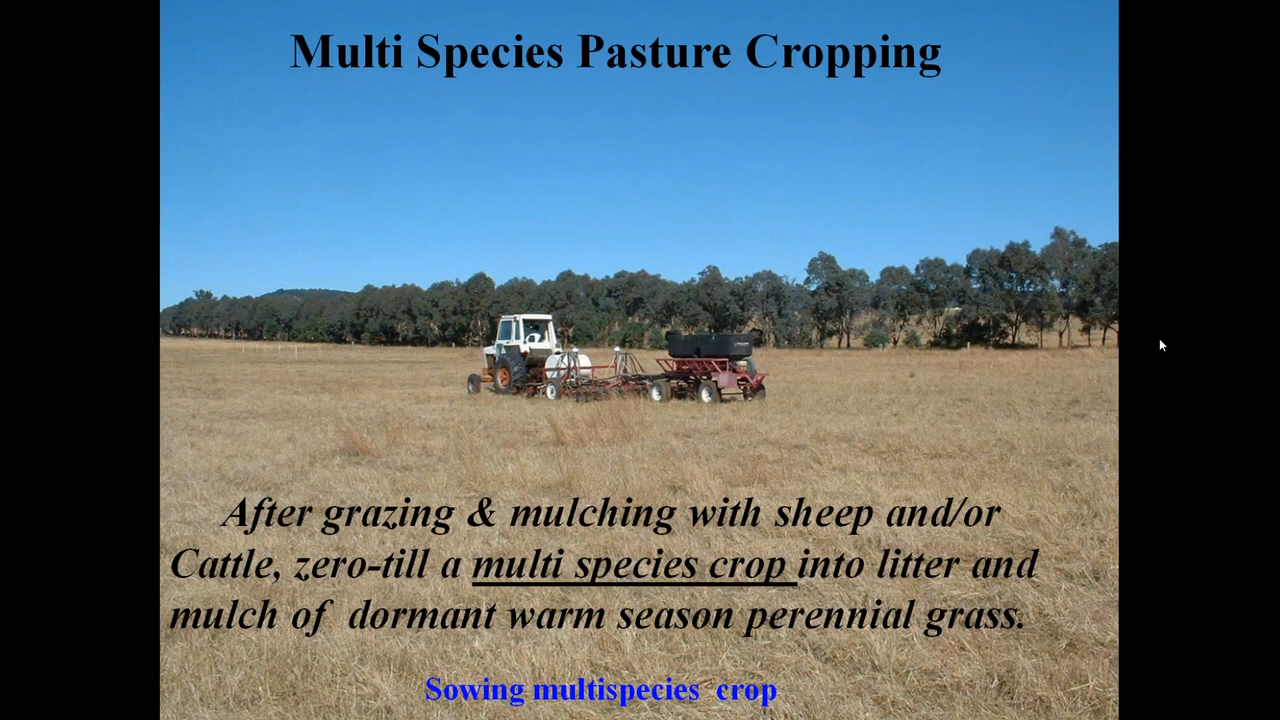 Multi Species Pasture Cropping
After grazing & mulching with sheep and/or
Cattle, zero-till a multi species crop into litter and
mulch of dormant warm season perennial grass.
Sowing multispecies crop